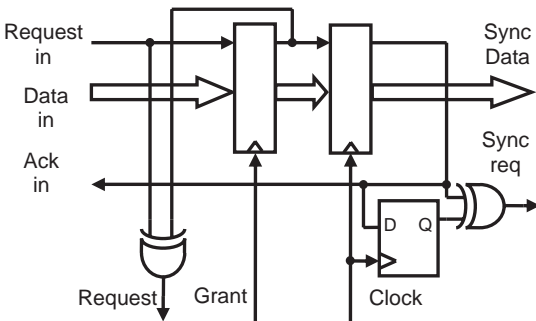 Request
in
Data
in
Ack
in
Sync
Data
Sync
req
D Q
Request Grant Clock